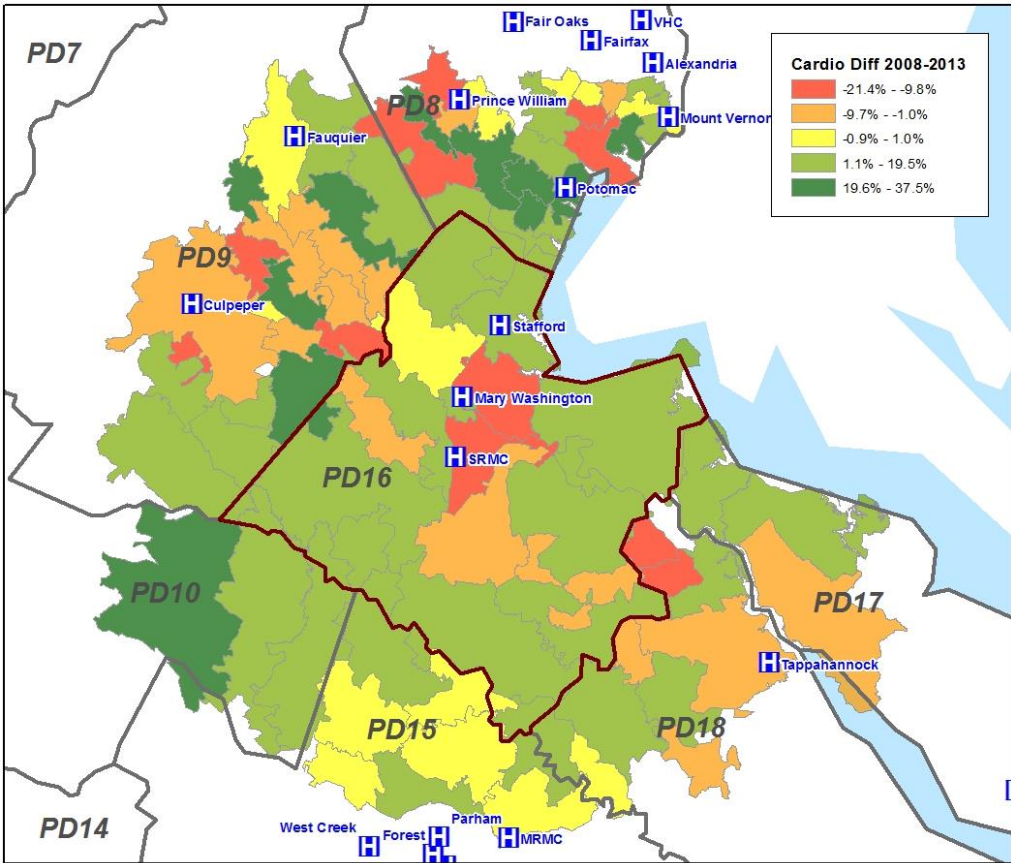 PD7
Fair Oaks
VHC
Fairfax
Alexandria
Cardio Diff 2008-2013
-21.4% - -9.8%
-9.7% - -1.0%
-0.9% - 1.0%
1.1% - 19.5%
19.6% - 37.5%
PD8
H Prince William
H Mount Vernon
H Fauquier
H Potomac
PD9
H Culpeper
H Stafford
H Mary Washington
H SRMC
PD16
PD10
PD17
H Tappahannock
PD18
PD15
PD14
West Creek
Forest
Parham
MRMC